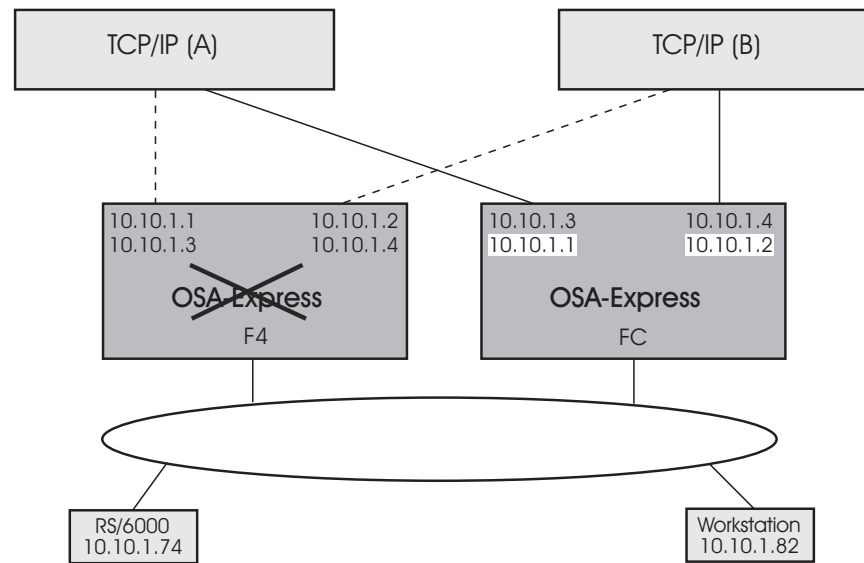 TCP/IP (A)
TCP/IP (B)
10.10.1.1
10.10.1.2
10.10.1.3
10.10.1.4
OSA-Express
F4
10.10.1.3
10.10.1.4
10.10.1.1
10.10.1.2
OSA-Express
FC
RS/6000
10.10.1.74
Workstation
10.10.1.82